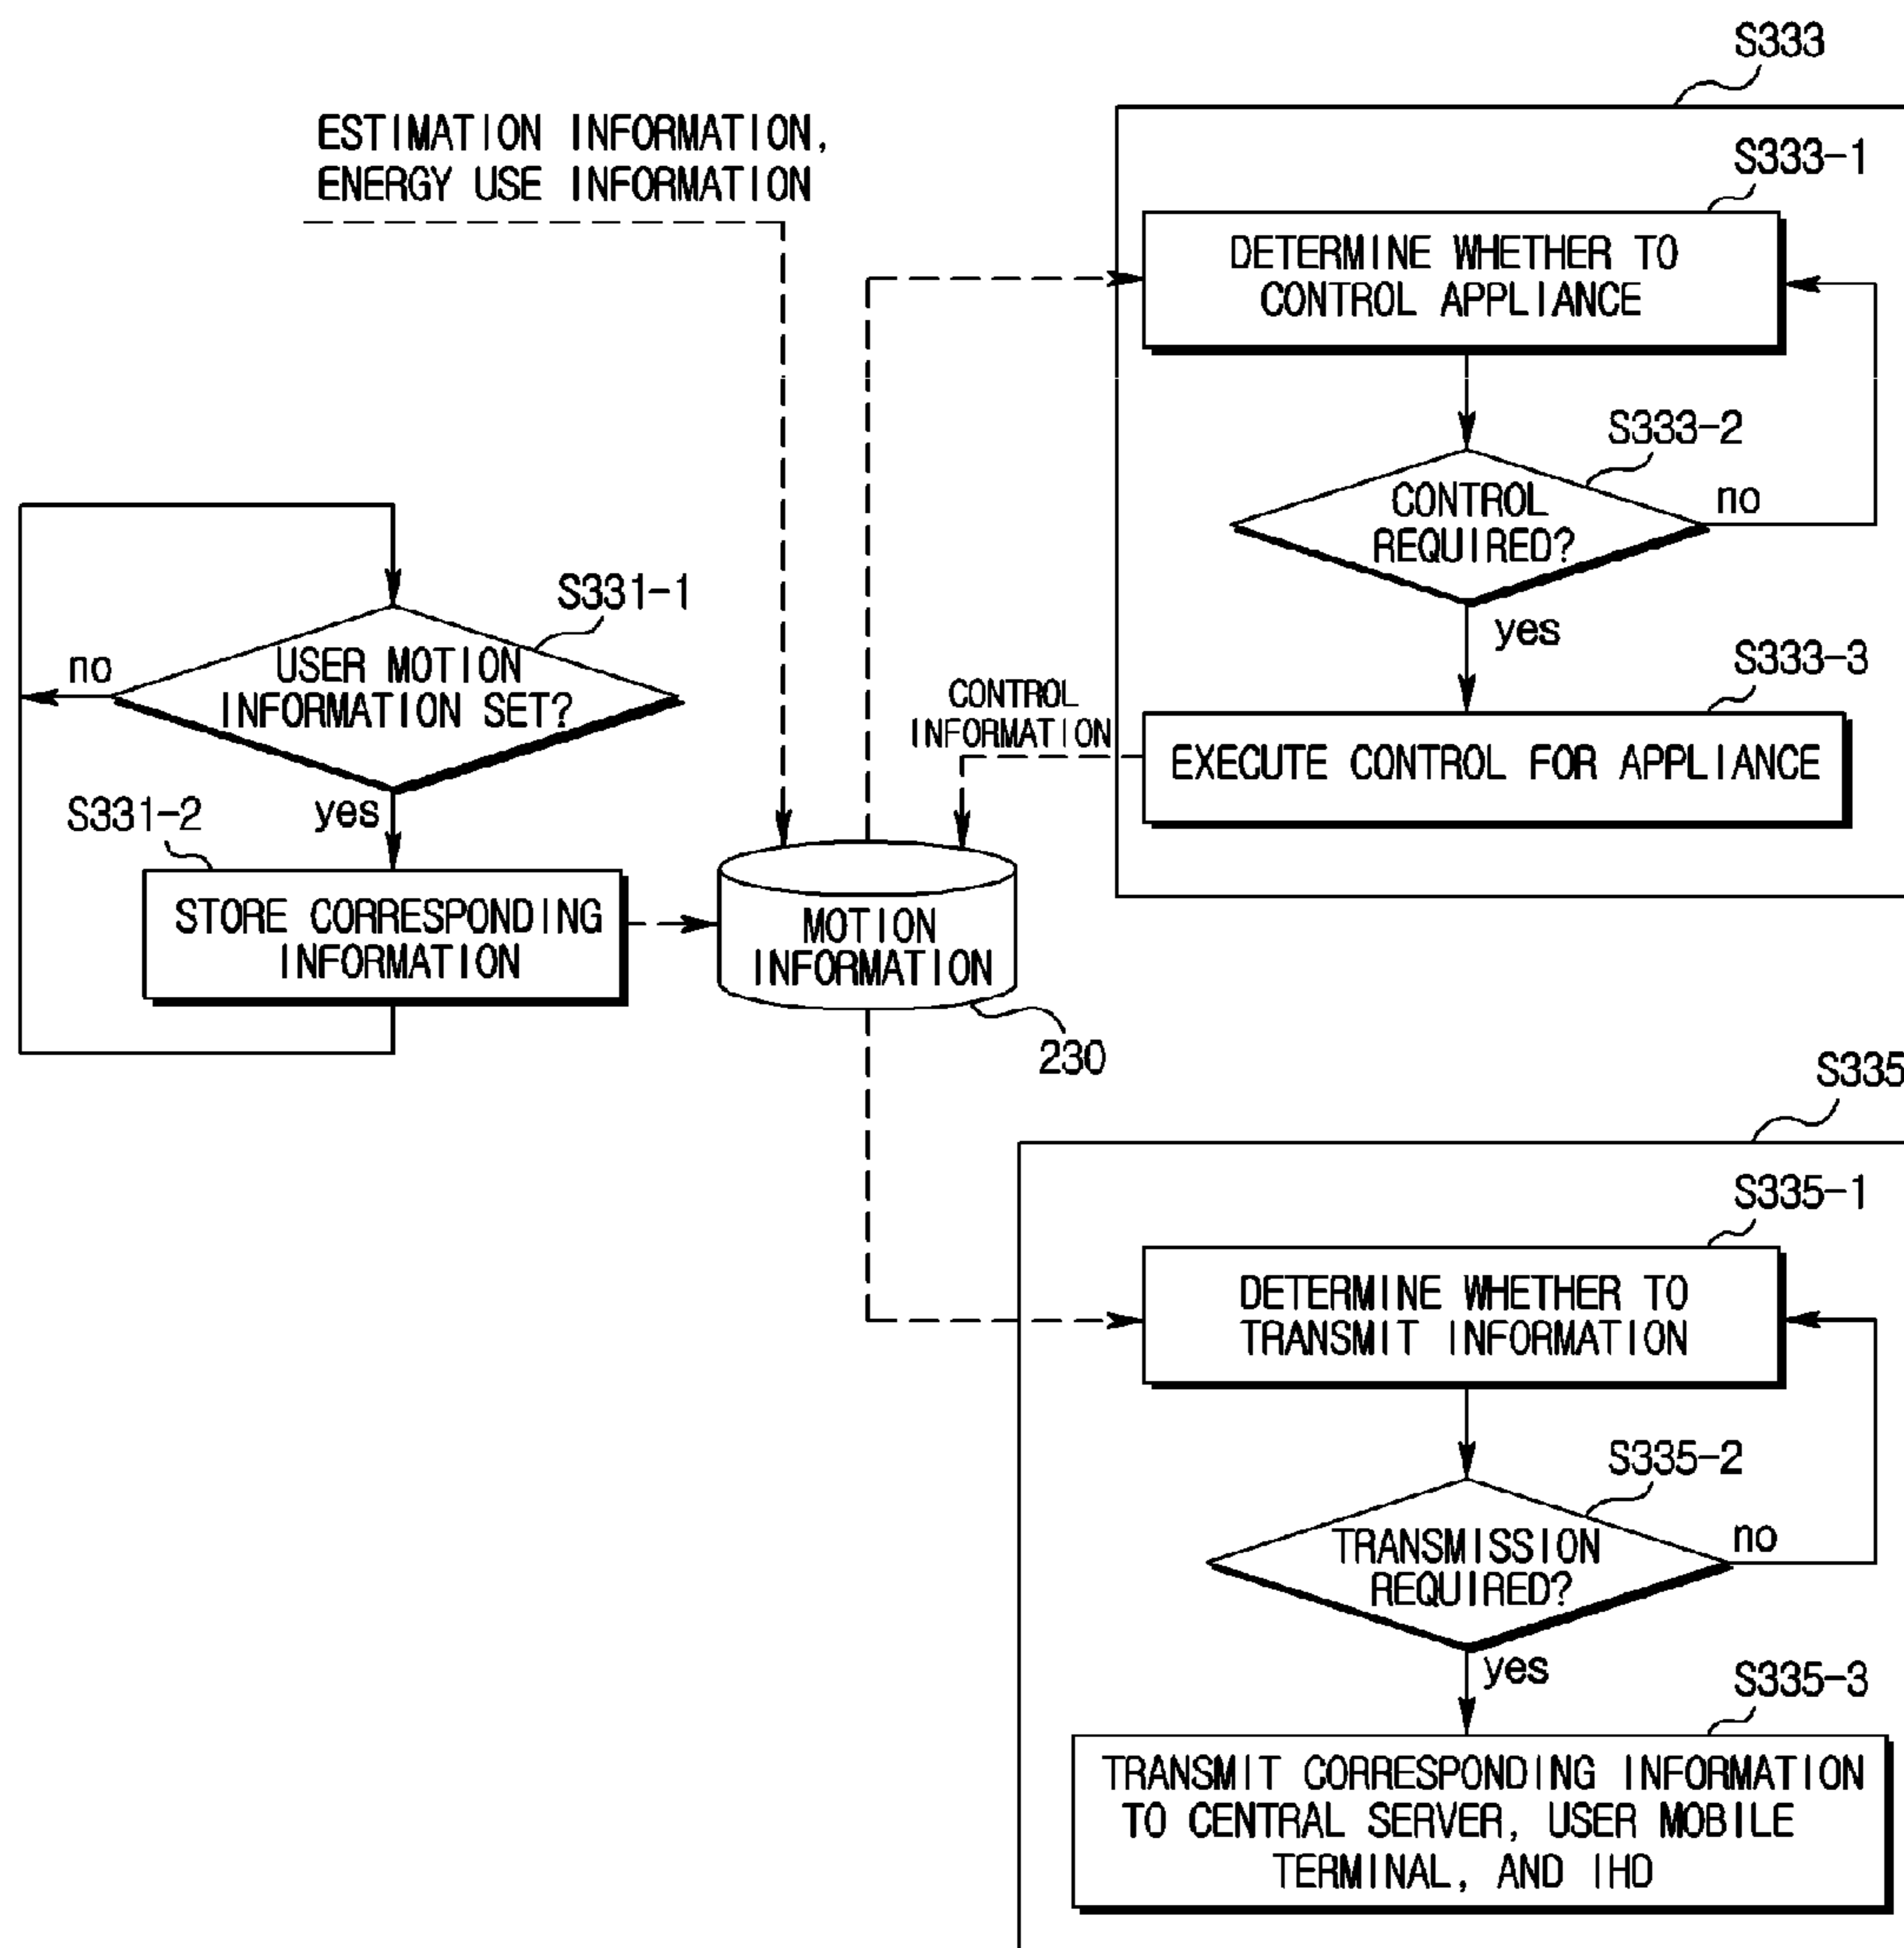 S333
ESTIMATION INFORMATION,
ENERGY USE INFORMATION
S333-1
DETERMINE WHETHER TO
CONTROL APPLIANCE
S333-2
CONTROL
REQUIRED?
no
yes
S333-3
EXECUTE CONTROL FOR APPLIANCE
CONTROL
INFORMATION
S331-1
USER MOTION
INFORMATION SET?
no
yes
S331-2
STORE CORRESPONDING
INFORMATION
MOTION
INFORMATION
230
S335
S335-1
DETERMINE WHETHER TO
TRANSMIT INFORMATION
S335-2
TRANSMISSION
REQUIRED?
no
yes
S335-3
TRANSMIT CORRESPONDING INFORMATION
TO CENTRAL SERVER, USER MOBILE
TERMINAL, AND IHD